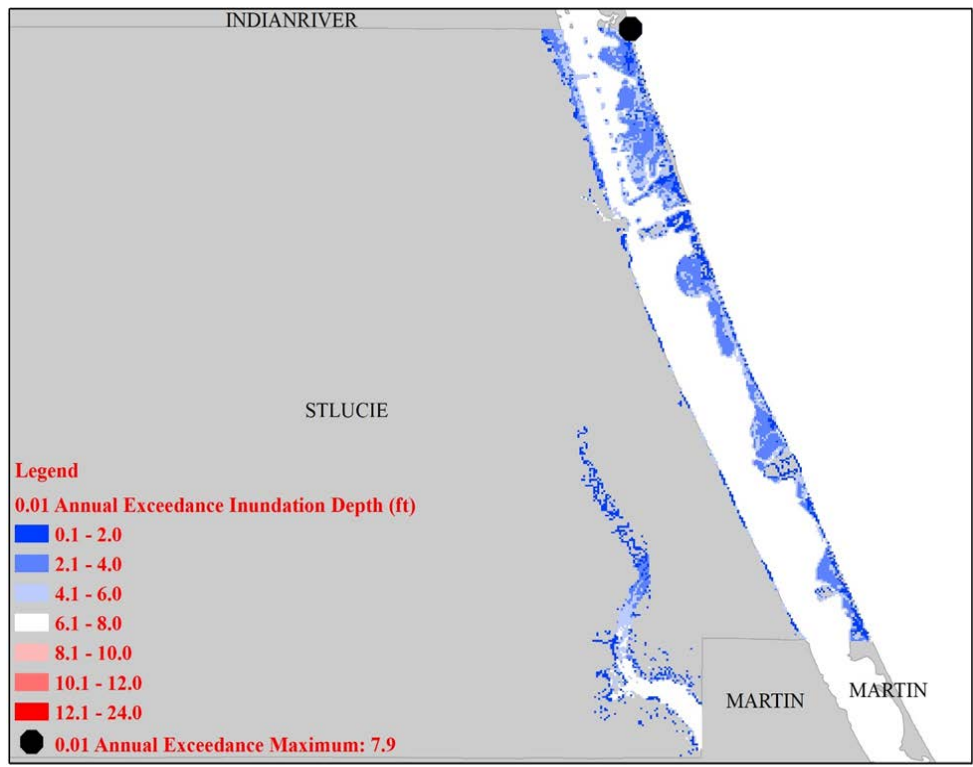 INDIANRIVER
STLUCIE
Legend
0.01 Annual Exceedance Inundation Depth (ft)
0.1 - 2.0
2.1 - 4.0
4.1 - 6.0
6.1 - 8.0
8.1 - 10.0
10.1 - 12.0
12.1 - 24.0
0.01 Annual Exceedance Maximum: 7.9
MARTIN
MARTIN